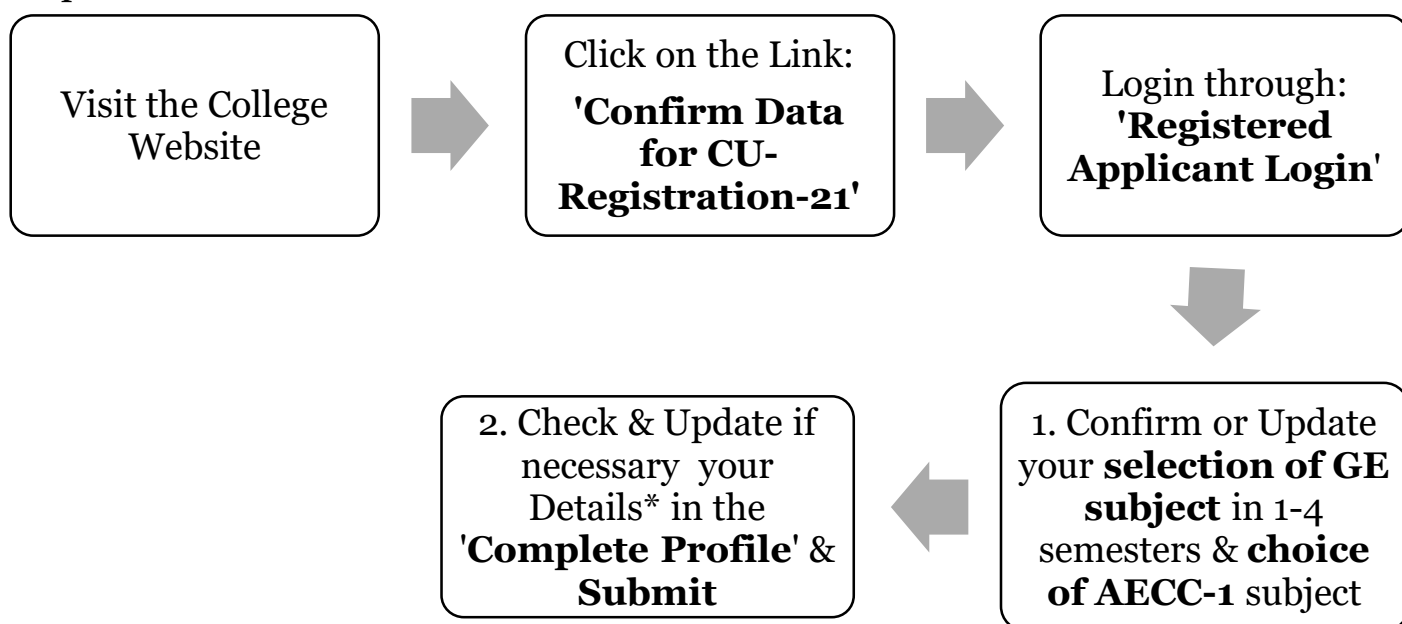 Visit the College
Website
Click on the Link:
'Confirm Data
for CU-
Registration-21'
Login through:
'Registered
Applicant Login'
1. Confirm or Update
your selection of GE
subject in 1-4
semesters & choice
of AECC-1 subject
2. Check & Update if
necessary your
Details* in the
'Complete Profile' &
Submit